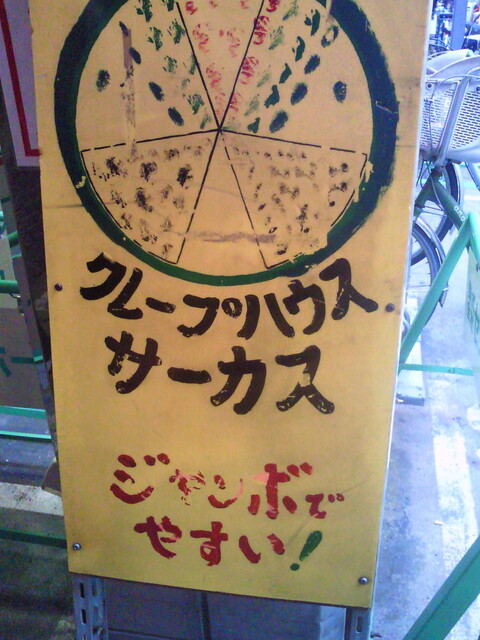 クレープハウス
サーカス
ジャンボで
やすい!